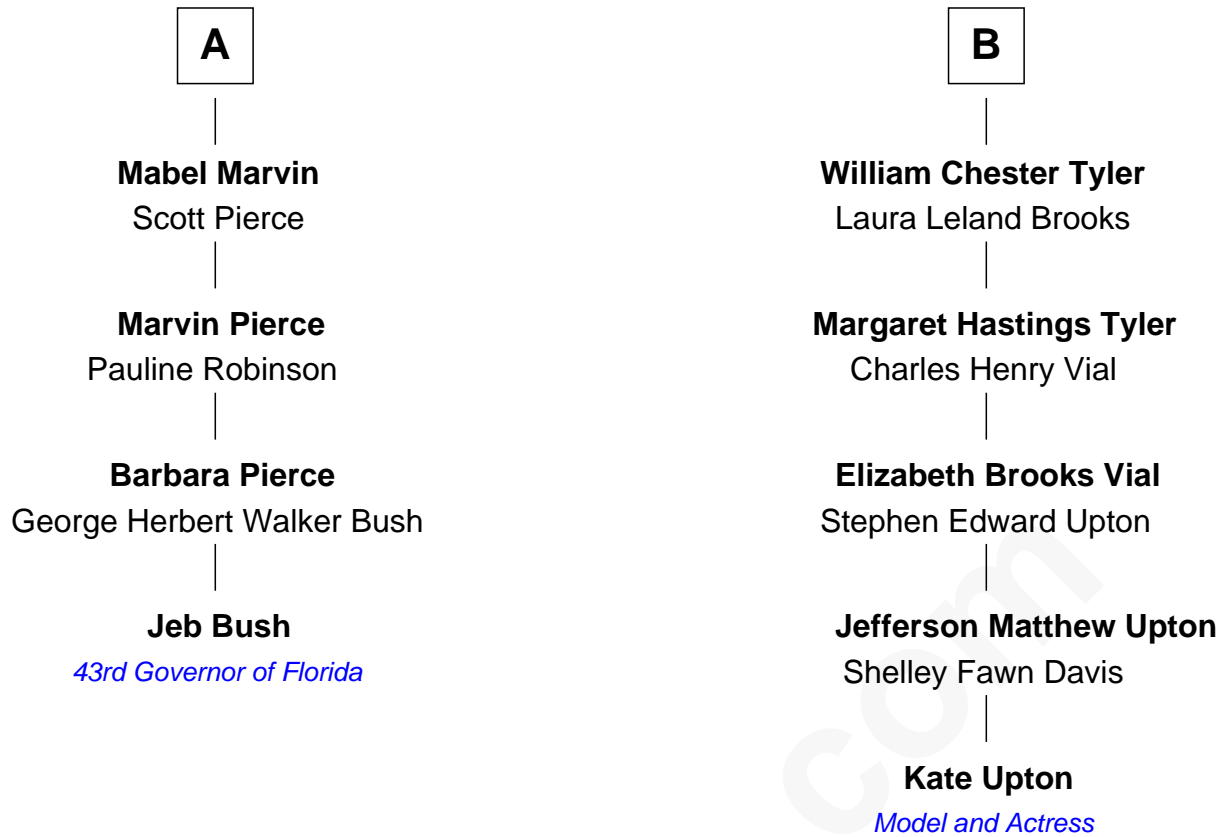 A
Mabel Marvin
Scott Pierce
Marvin Pierce
Pauline Robinson
Barbara Pierce
George Herbert Walker Bush
Jeb Bush
43rd Governor of Florida
B
William Chester Tyler
Laura Leland Brooks
Margaret Hastings Tyler
Charles Henry Vial
Elizabeth Brooks Vial
Stephen Edward Upton
Jefferson Matthew Upton
Shelley Fawn Davis
Kate Upton
Model and Actress
com